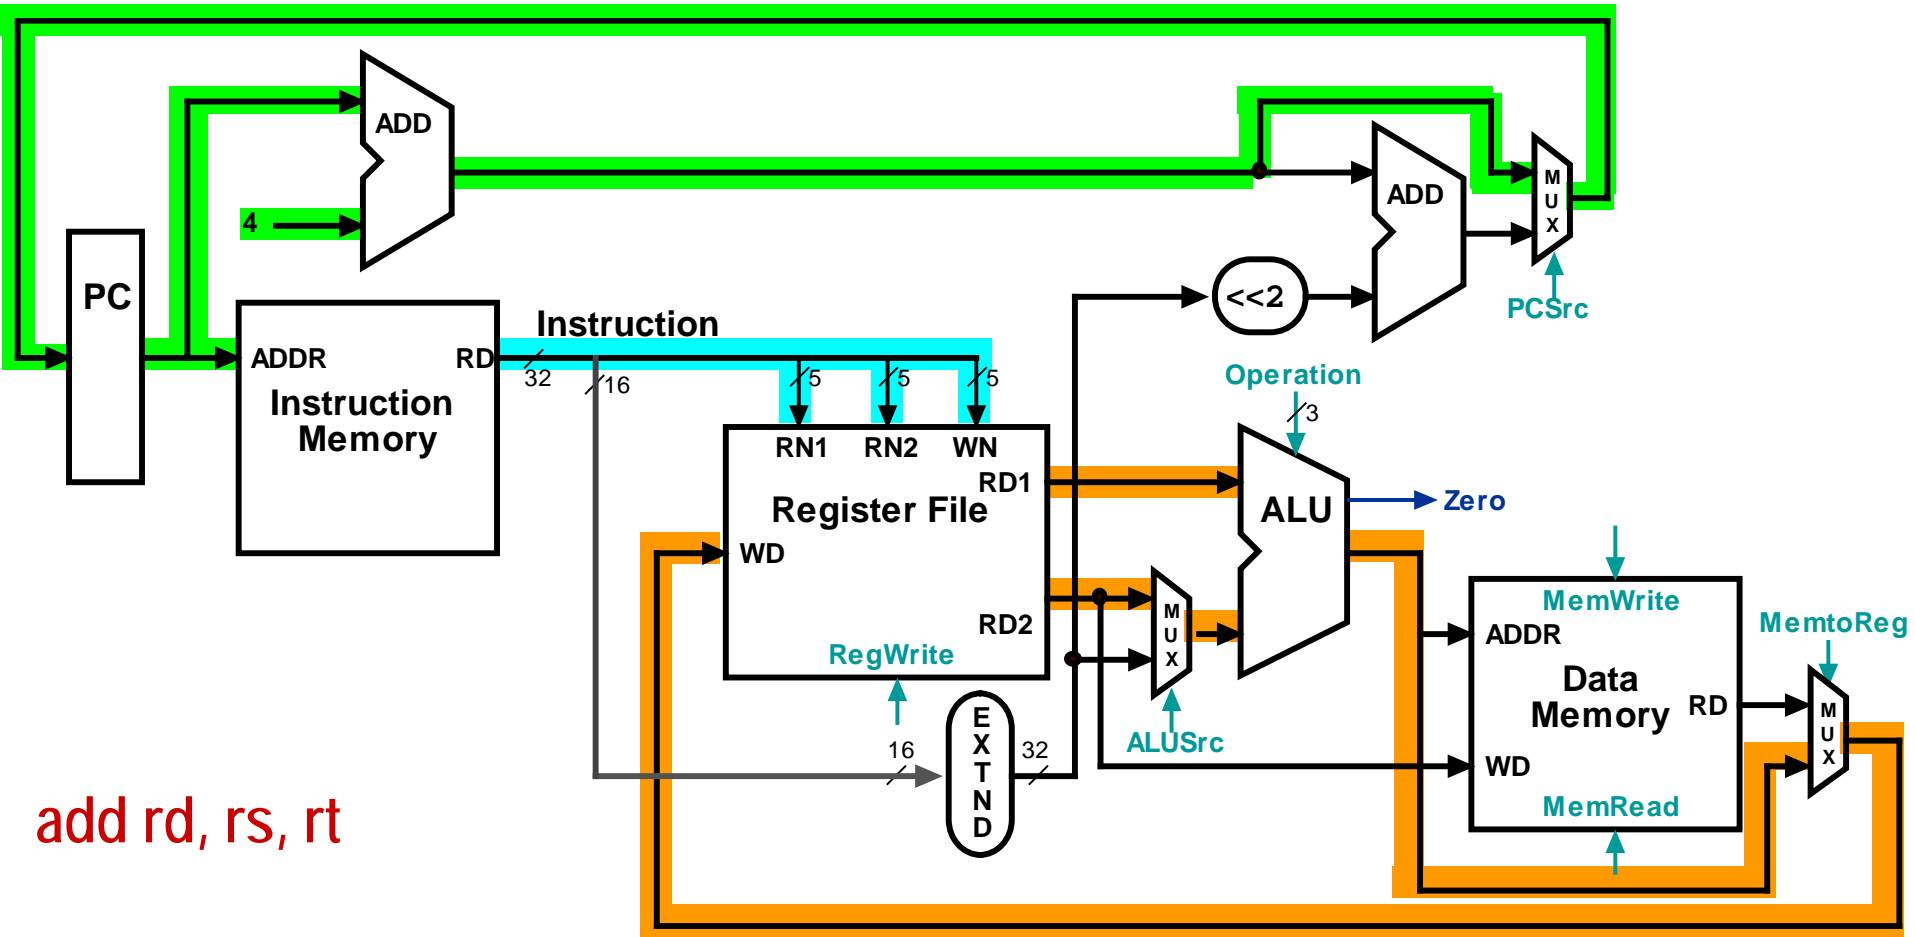 ADD
4
PC
ADD
M
U
X
<<2
PCSrc
Instruction
ADDR
RD
32
16
5
5
5
Instruction
Memory
Operation
3
RN1
RN2
WN
RD1
Register File
ALU
Zero
WD
RD2
RegWrite
M
U
X
ALUSrc
MemWrite
ADDR
MemtoReg
Data
Memory
RD
M
U
X
WD
MemRead
16
E
X
T
N
D
32
add rd, rs, rt